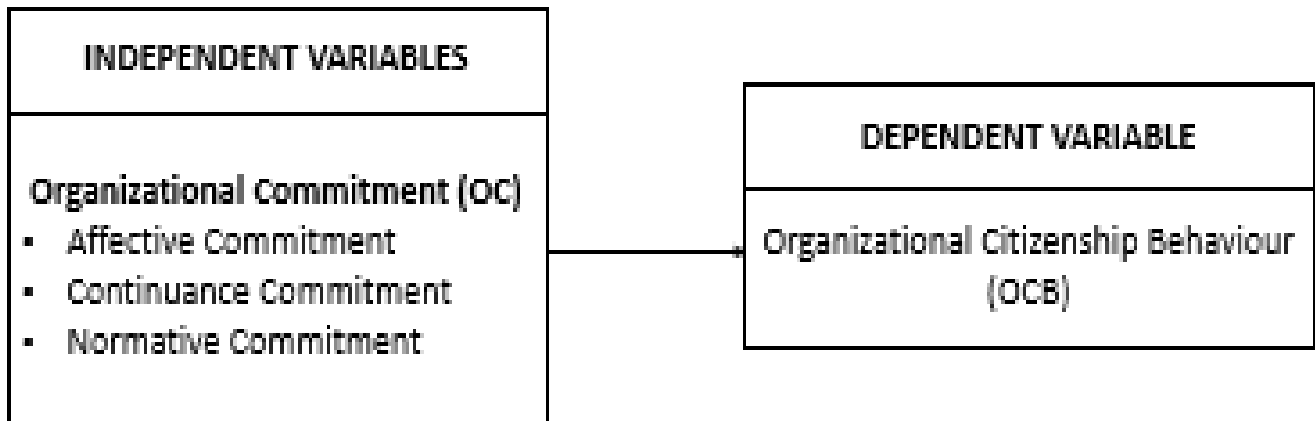 INDEPENDENT VARIABLES
Organizational Commitment (OC)
▪ Affective Commitment
▪ Continuance Commitment
▪ Normative Commitment
DEPENDENT VARIABLE
Organizational Citizenship Behaviour
(OCB)